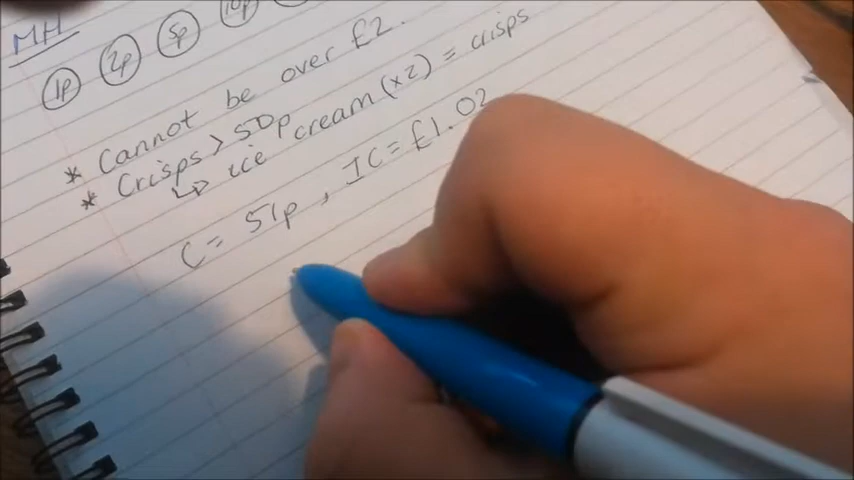 MH
1p 2p 5p 10p
* Cannot be over £2.
* Crisps > 50p
↳ ice cream (x2) = crisps
C = 51p, IC = £1.02